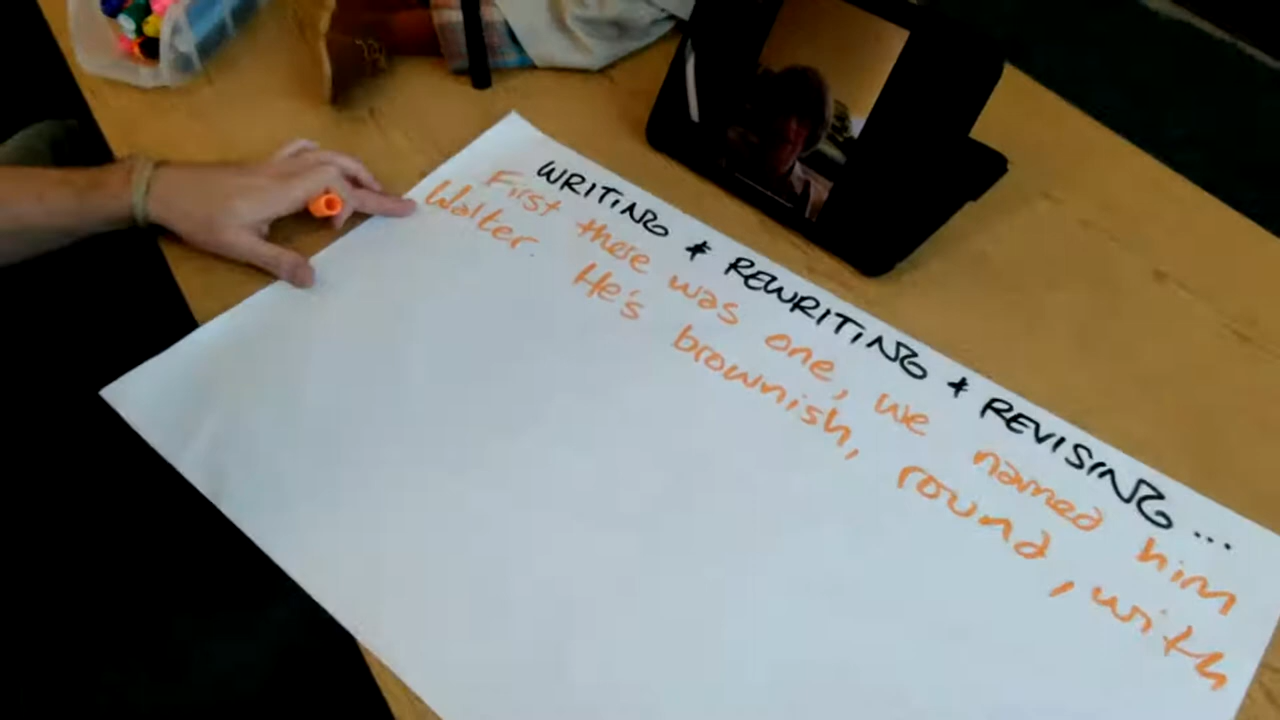 WRITING & REWRITING & REVISING...
First there was one, we named him
Walter. He's brownish, round, with